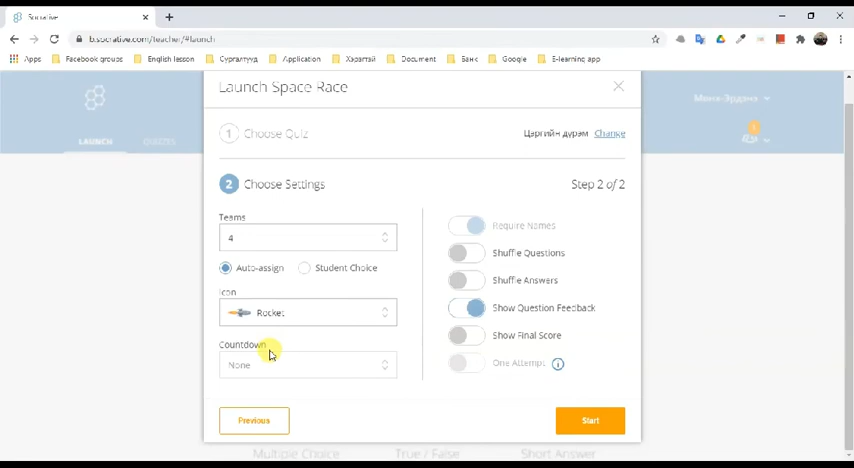 Socrative
b.socrative.com/teacher/#launch
Apps Facebook groups English lesson Сургалтууд Application Хэрэгтэй Document Банк Google E-learning app
Launch Space Race
LAUNCH QUIZZES
1 Choose Quiz Цэргийн дүрэм Change
2 Choose Settings Step 2 of 2
Teams
4
Auto-assign Student Choice
Icon
Rocket
Countdown
None
Require Names
Shuffle Questions
Shuffle Answers
Show Question Feedback
Show Final Score
One Attempt
Previous Start
Multiple Choice True / False Short Answer